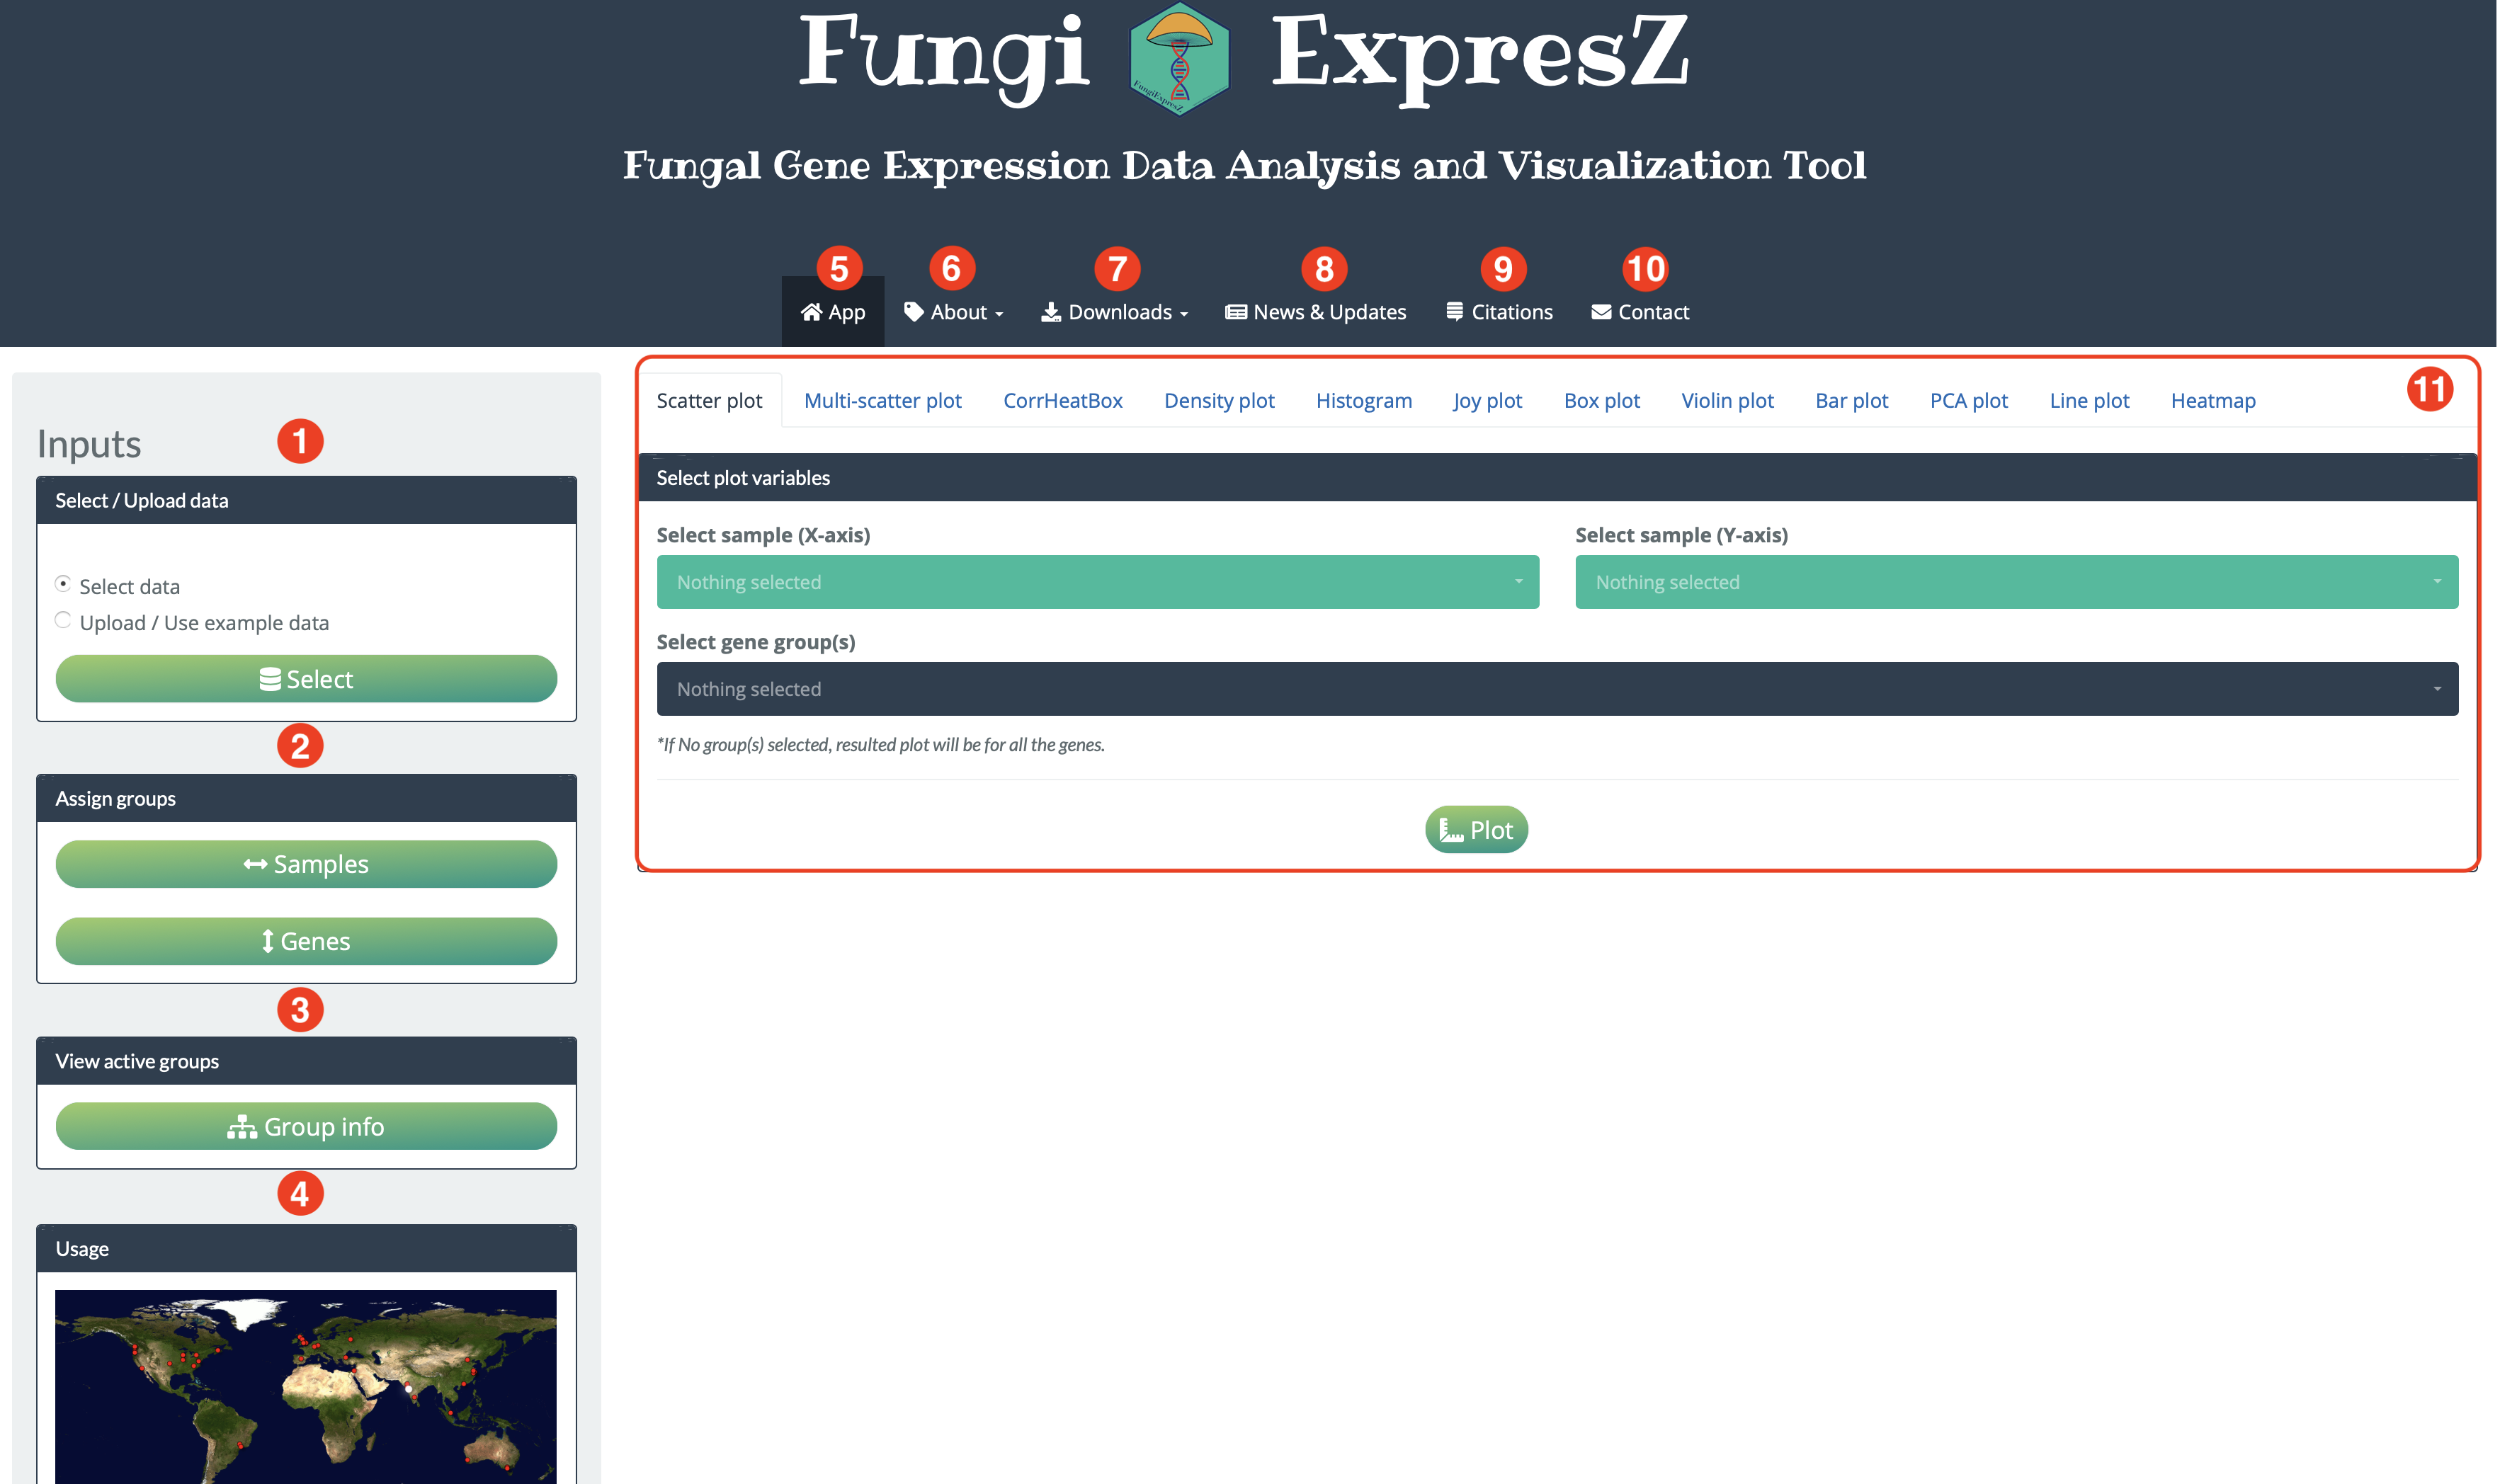 Fungi ExpresZ
FungiExpresZ
Fungal Gene Expression Data Analysis and Visualization Tool
5 6 7 8 9 10
App About Downloads News & Updates Citations Contact
Inputs
1
Select / Upload data
Select data
Upload / Use example data
Select
2
Assign groups
Samples
Genes
3
View active groups
Group info
4
Usage
11
Scatter plot Multi-scatter plot CorrHeatBox Density plot Histogram Joy plot Box plot Violin plot Bar plot PCA plot Line plot Heatmap
Select plot variables
Select sample (X-axis) Select sample (Y-axis)
Nothing selected Nothing selected
Select gene group(s)
Nothing selected
*If No group(s) selected, resulted plot will be for all the genes.
Plot